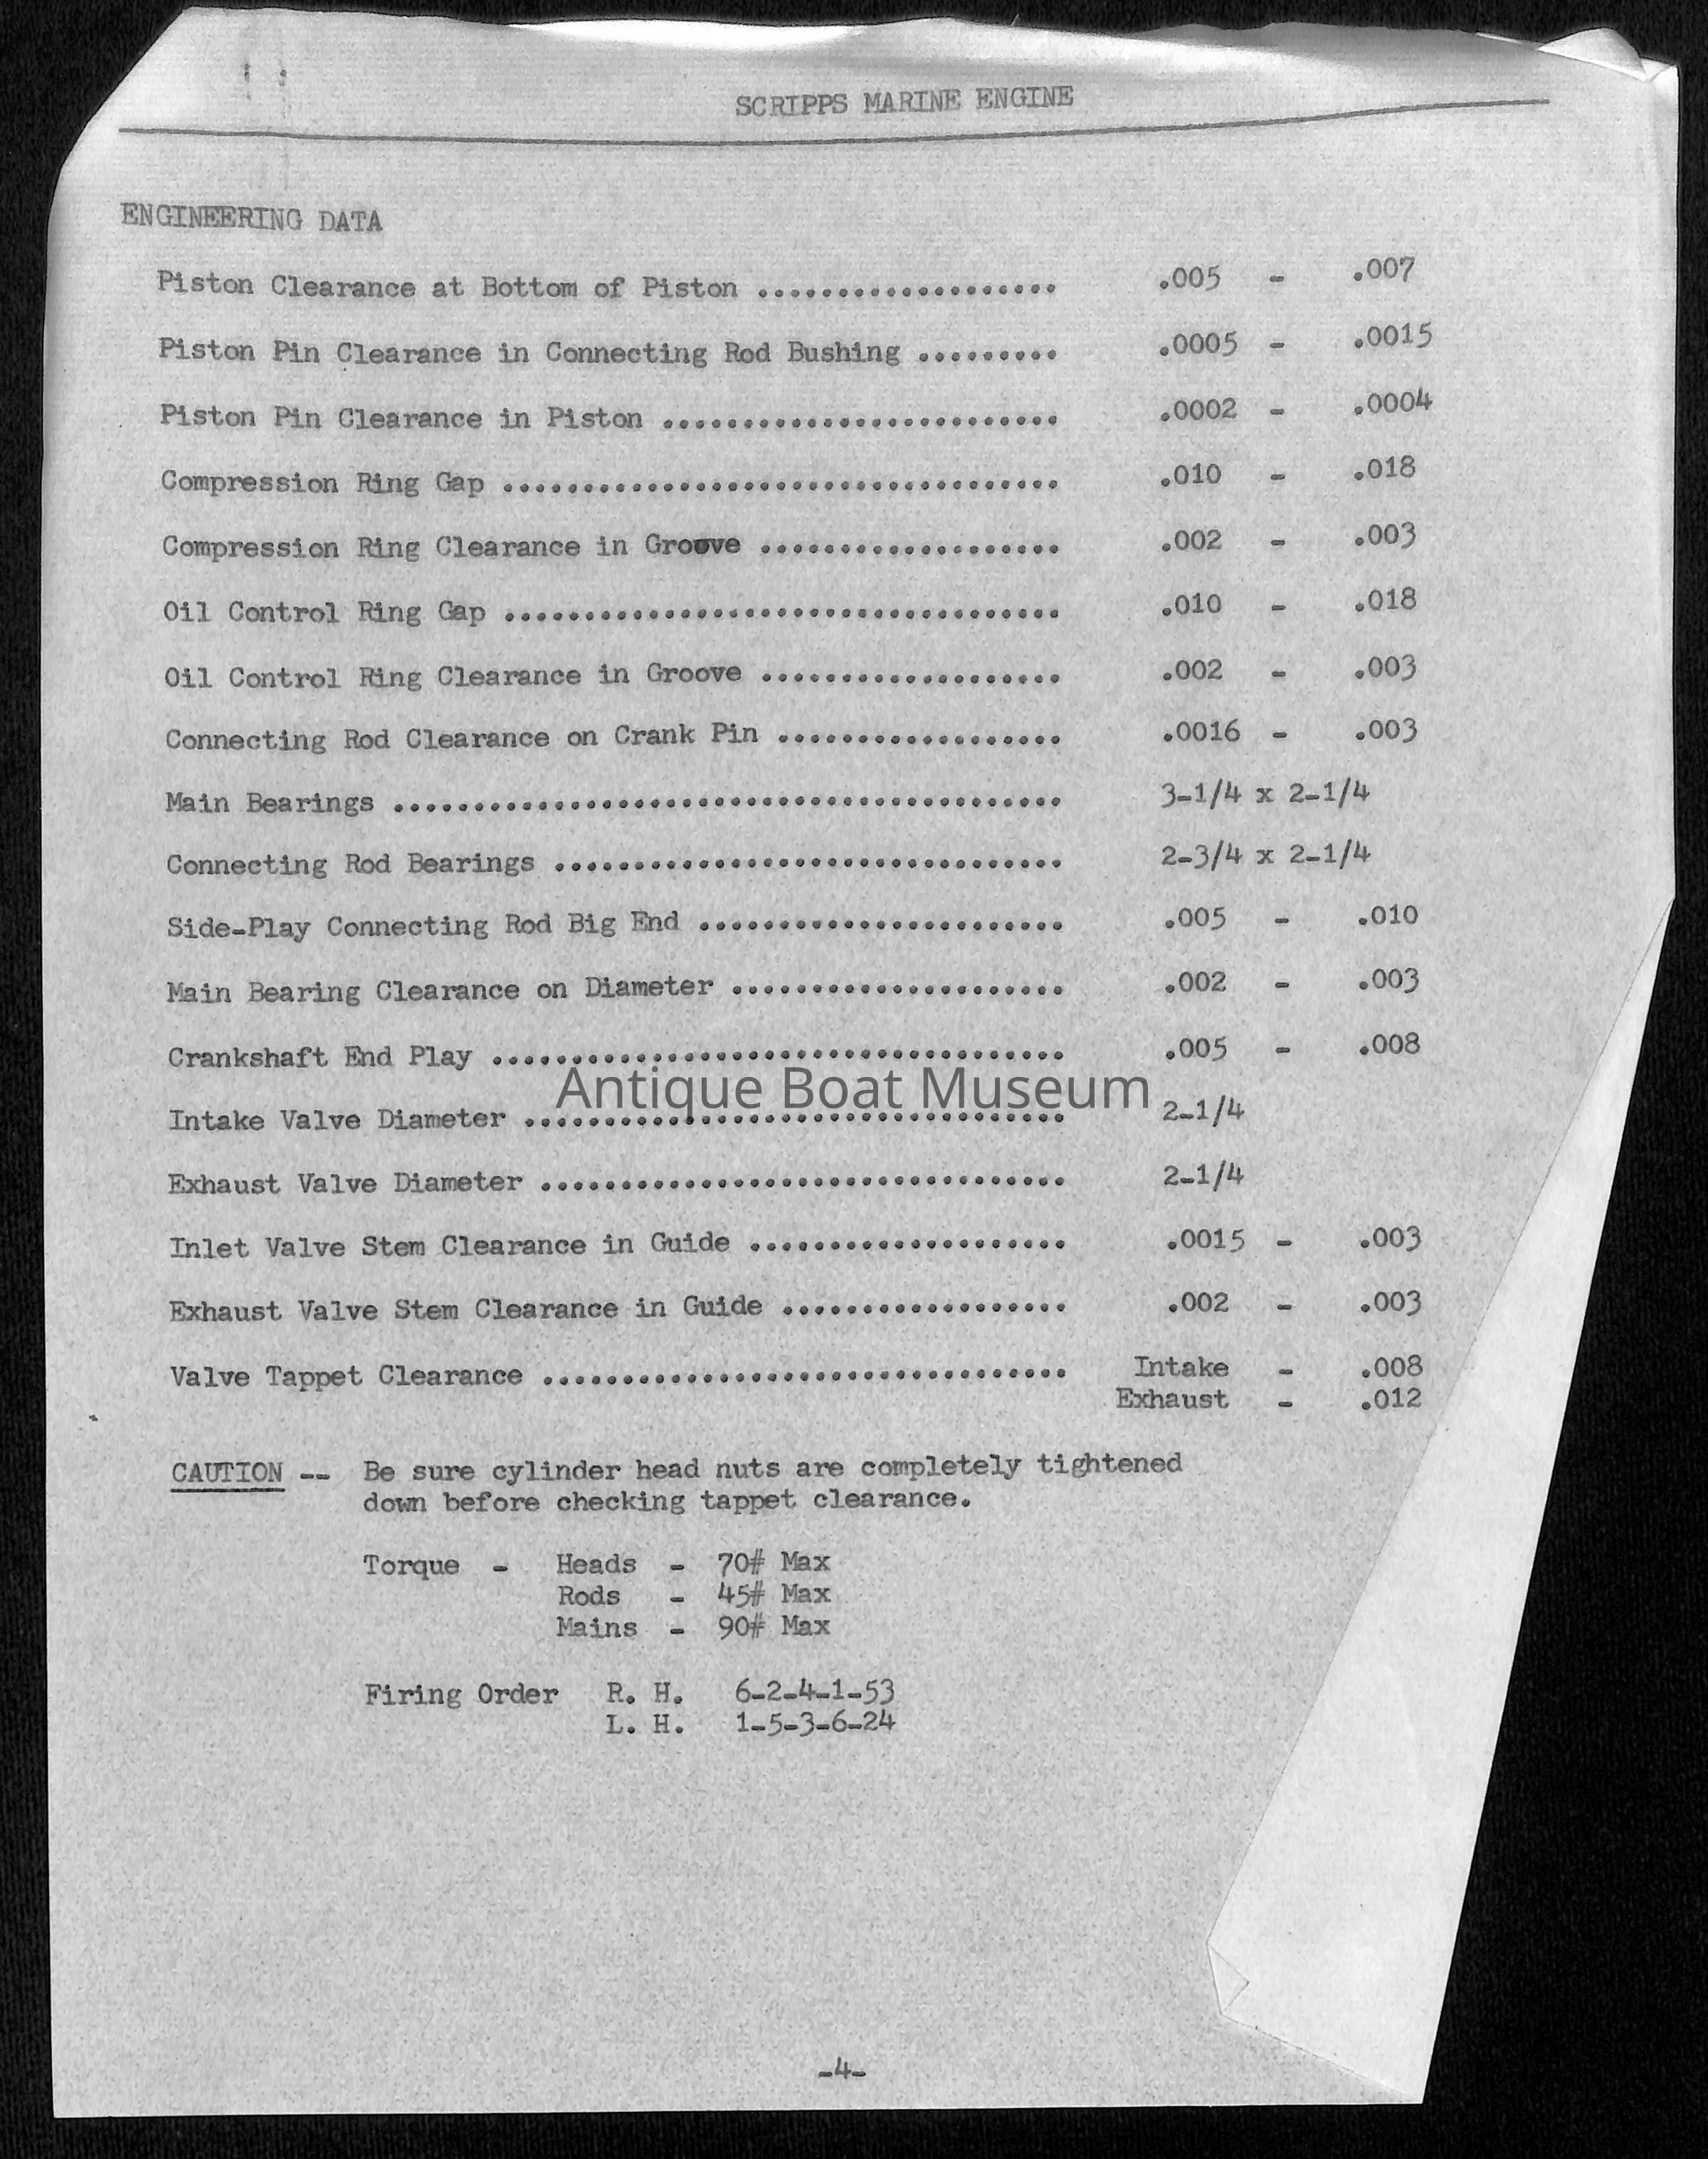 SCRIPPS MARINE ENGINE
ENGINEERING DATA
Piston Clearance at Bottom of Piston ................... .005 - .007
Piston Pin Clearance in Connecting Rod Bushing ......... .0005 - .0015
Piston Pin Clearance in Piston ......................... .0002 - .0004
Compression Ring Gap ................................... .010 - .018
Compression Ring Clearance in Groove ................... .002 - .003
Oil Control Ring Gap ................................... .010 - .018
Oil Control Ring Clearance in Groove ................... .002 - .003
Connecting Rod Clearance on Crank Pin .................. .0016 - .003
Main Bearings .......................................... 3-1/4 x 2-1/4
Connecting Rod Bearings ................................ 2-3/4 x 2-1/4
Side-Play Connecting Rod Big End ....................... .005 - .010
Main Bearing Clearance on Diameter ..................... .002 - .003
Crankshaft End Play .................................... .005 - .008
Antique Boat Museum
Intake Valve Diameter .................................. 2-1/4
Exhaust Valve Diameter ................................. 2-1/4
Inlet Valve Stem Clearance in Guide .................... .0015 - .003
Exhaust Valve Stem Clearance in Guide .................. .002 - .003
Valve Tappet Clearance ................................. Intake - .008
Exhaust - .012
CAUTION -- Be sure cylinder head nuts are completely tightened
down before checking tappet clearance.
Torque - Heads - 70# Max
Rods - 45# Max
Mains - 90# Max
Firing Order R. H. 6-2-4-1-53
L. H. 1-5-3-6-24
-4-